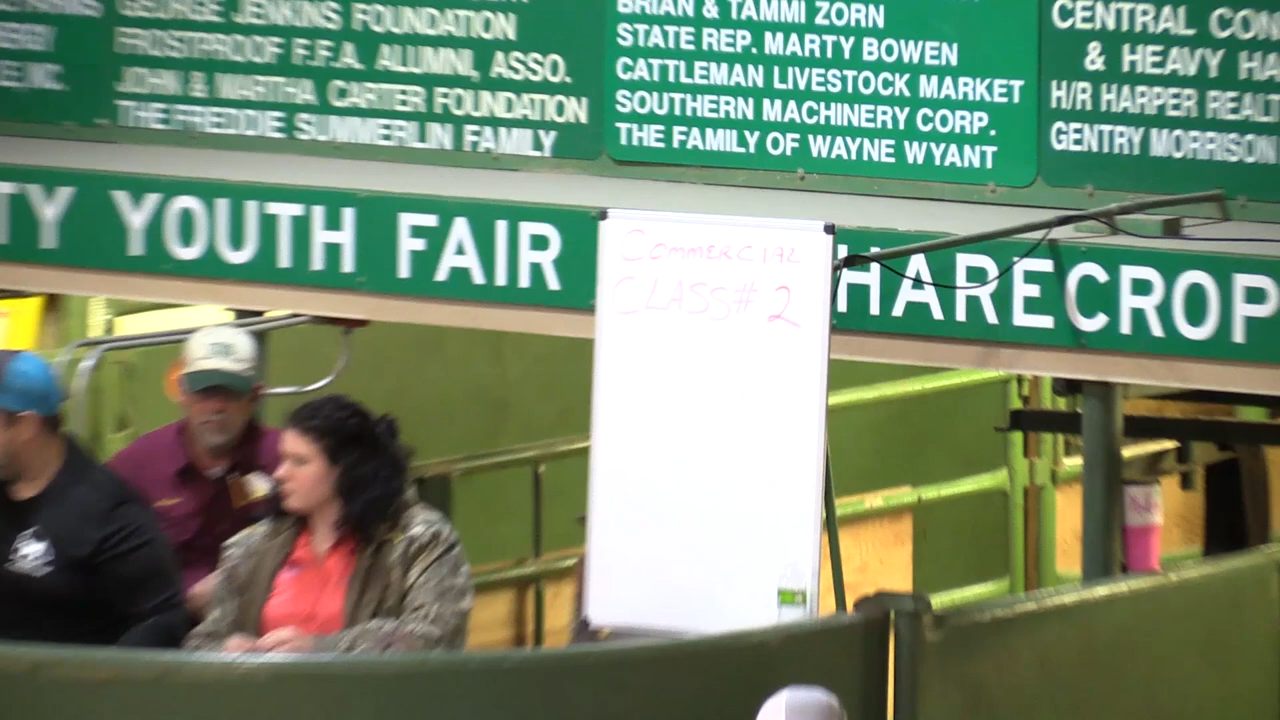 GEORGE JENKINS FOUNDATION
FROSTPROOF F.F.A. ALUMNI, ASSO.
JOHN & MARTHA CARTER FOUNDATION
THE FREDDIE SUMMERLIN FAMILY
BRIAN & TAMMI ZORN
STATE REP. MARTY BOWEN
CATTLEMAN LIVESTOCK MARKET
SOUTHERN MACHINERY CORP.
THE FAMILY OF WAYNE WYANT
CENTRAL CON
& HEAVY HA
H/R HARPER REALT
GENTRY MORRISON
TY YOUTH FAIR
HARECROP
COMMERCIAL
CLASS# 2